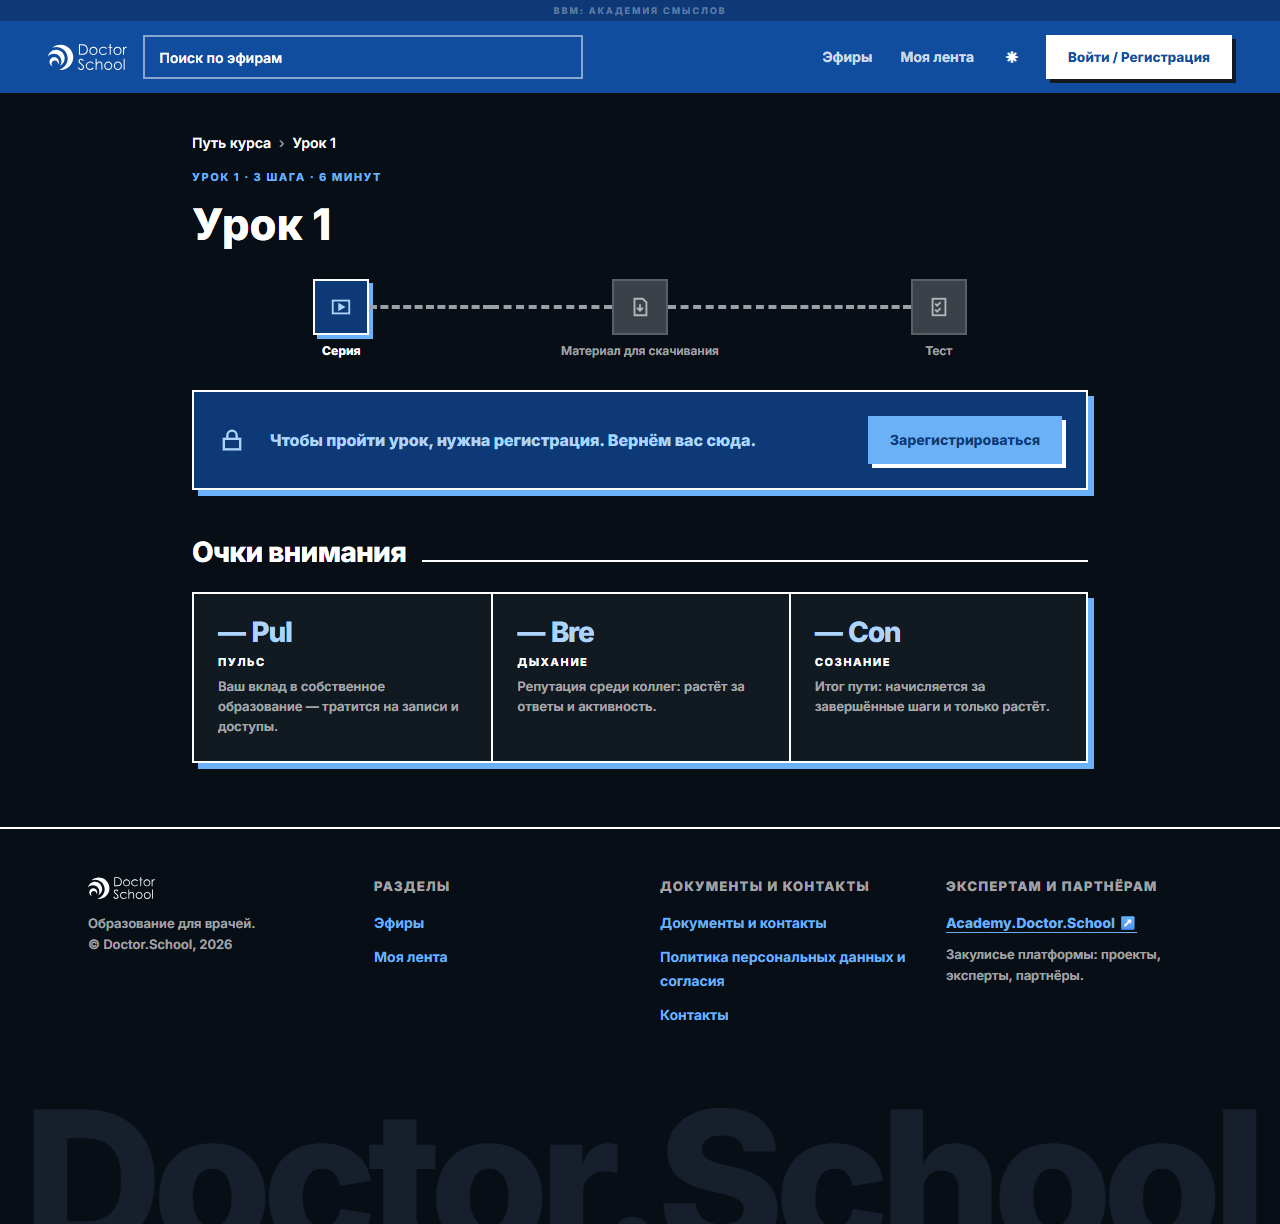 ВВМ: АКАДЕМИЯ СМЫСЛОВ
Doctor
School
Поиск по эфирам
Эфиры
Моя лента
Войти / Регистрация
Путь курса › Урок 1
УРОК 1 · 3 ШАГА · 6 МИНУТ
Урок 1
Серия
Материал для скачивания
Тест
Чтобы пройти урок, нужна регистрация. Вернём вас сюда.
Зарегистрироваться
Очки внимания
— Pul
ПУЛЬС
Ваш вклад в собственное
образование — тратится на записи и
доступы.
— Bre
ДЫХАНИЕ
Репутация среди коллег: растёт за
ответы и активность.
— Con
СОЗНАНИЕ
Итог пути: начисляется за
завершённые шаги и только растёт.
Doctor
School
Образование для врачей.
© Doctor.School, 2026
РАЗДЕЛЫ
Эфиры
Моя лента
ДОКУМЕНТЫ И КОНТАКТЫ
Документы и контакты
Политика персональных данных и
согласия
Контакты
ЭКСПЕРТАМ И ПАРТНЁРАМ
Academy.Doctor.School ↗
Закулисье платформы: проекты,
эксперты, партнёры.
Doctor.School